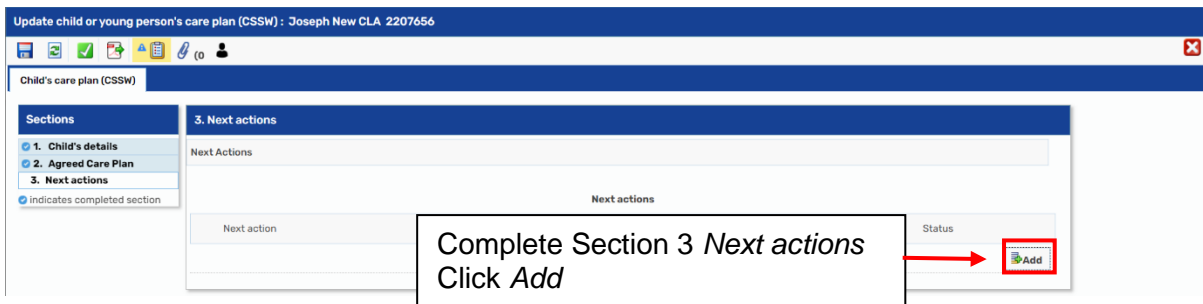 Update child or young person's care plan (CSSW) : Joseph New CLA 2207656
(0
Child's care plan (CSSW)
Sections
1. Child's details
2. Agreed Care Plan
3. Next actions
indicates completed section
3. Next actions
Next Actions
Next actions
Next action
Status
Add
Complete Section 3 Next actions
Click Add